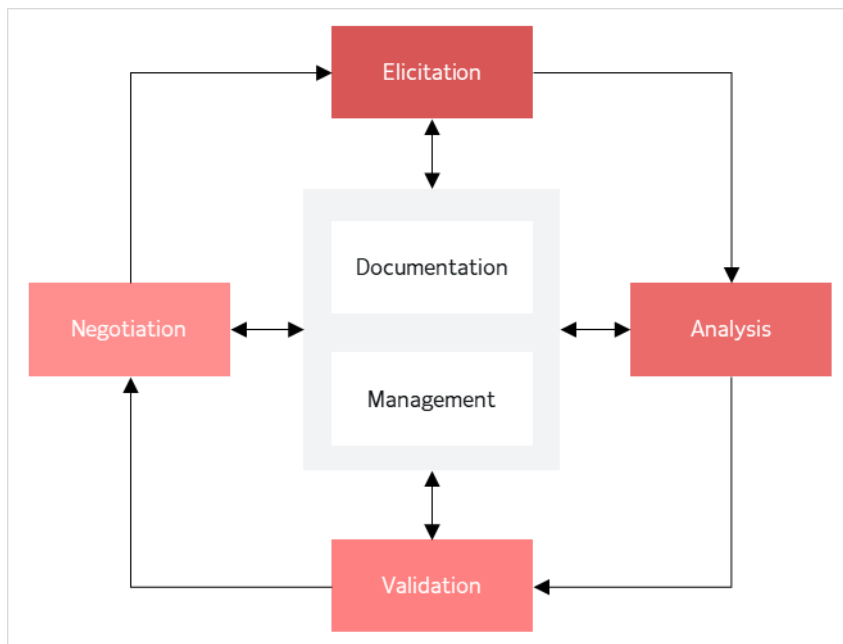 Elicitation
Documentation
Negotiation
Analysis
Management
Validation